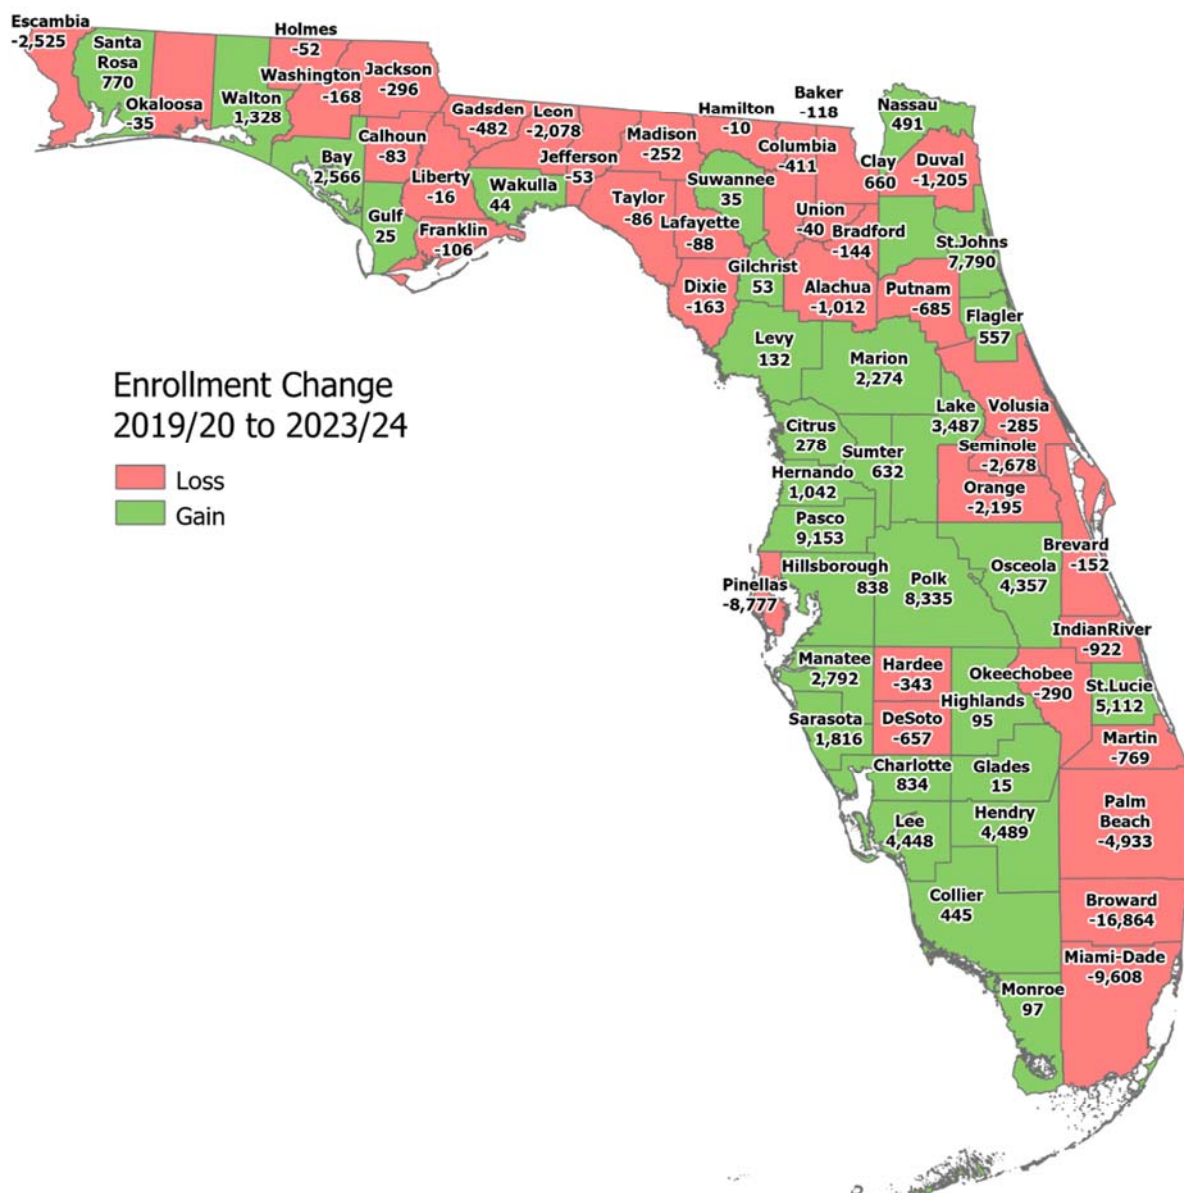 Escambia
-2,525
Santa
Rosa
770
Okaloosa
-35
Walton
1,328
Holmes
-52
Washington
-168
Jackson
-296
Bay
2,566
Calhoun
-83
Gulf
25
Gadsden
-482
Liberty
-16
Franklin
-106
Leon
-2,078
Wakulla
44
Jefferson
-53
Madison
-252
Taylor
-86
Hamilton
-10
Suwannee
35
Lafayette
-88
Dixie
-163
Baker
-118
Columbia
-411
Union
-40
Bradford
-144
Gilchrist
53
Alachua
-1,012
Nassau
491
Clay
660
Duval
-1,205
St.Johns
7,790
Putnam
-685
Flagler
557
Levy
132
Marion
2,274
Enrollment Change
2019/20 to 2023/24
Loss
Gain
Citrus
278
Sumter
632
Lake
3,487
Volusia
-285
Seminole
-2,678
Hernando
1,042
Orange
-2,195
Pasco
9,153
Pinellas
-8,777
Hillsborough
838
Polk
8,335
Osceola
4,357
Brevard
-152
IndianRiver
-922
Manatee
2,792
Hardee
-343
Highlands
95
Okeechobee
-290
St.Lucie
5,112
Sarasota
1,816
DeSoto
-657
Martin
-769
Charlotte
834
Glades
15
Lee
4,448
Hendry
4,489
Palm
Beach
-4,933
Collier
445
Broward
-16,864
Miami-Dade
-9,608
Monroe
97